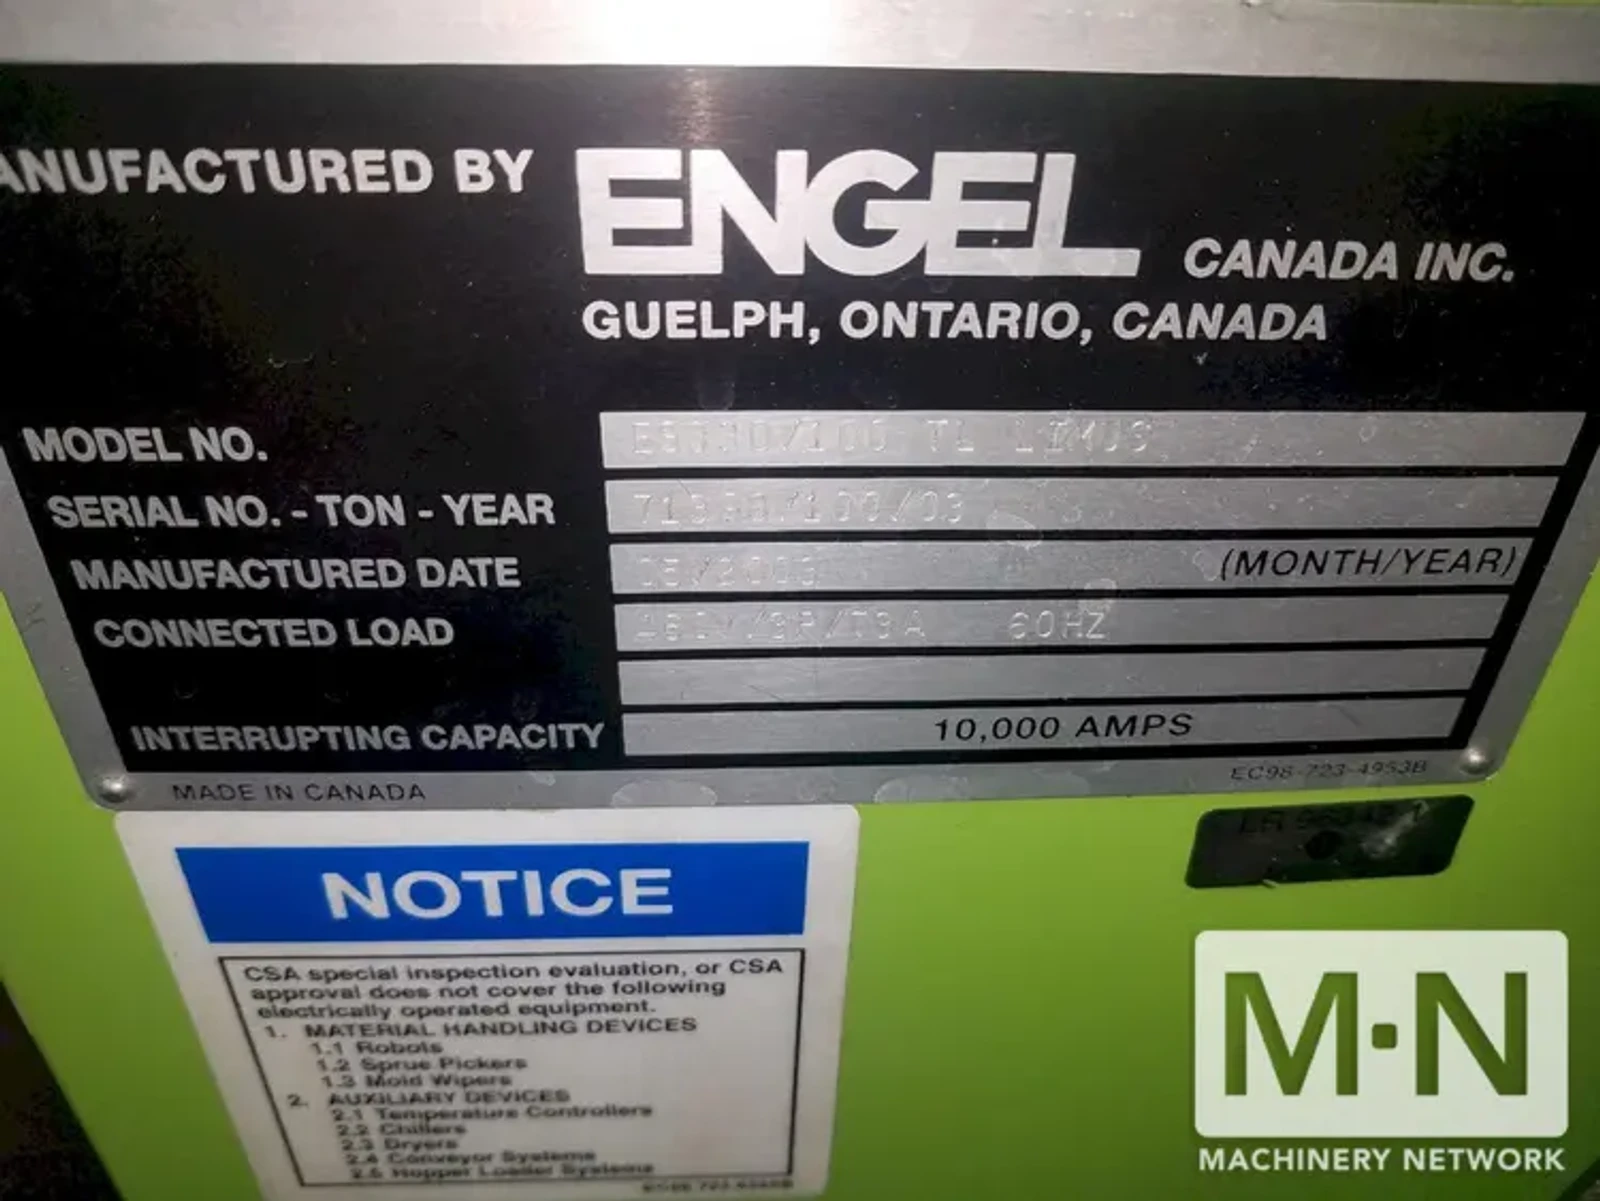 MANUFACTURED BY ENGEL CANADA INC.
GUELPH, ONTARIO, CANADA
MODEL NO. TL
SERIAL NO. - TON - YEAR
MANUFACTURED DATE (MONTH/YEAR)
CONNECTED LOAD 60HZ
INTERRUPTING CAPACITY 10,000 AMPS
MADE IN CANADA EC98-723-4953B
NOTICE
CSA special inspection evaluation, or CSA
approval does not cover the following
electrically operated equipment.
1. MATERIAL HANDLING DEVICES
1.1 Robots
1.2 Sprue Pickers
1.3 Mold Wipers
2. AUXILIARY DEVICES
2.1 Temperature Controllers
2.2 Chillers
2.3 Dryers
2.4 Conveyor Systems
2.5 Hopper Loader Systems
M·N
MACHINERY NETWORK